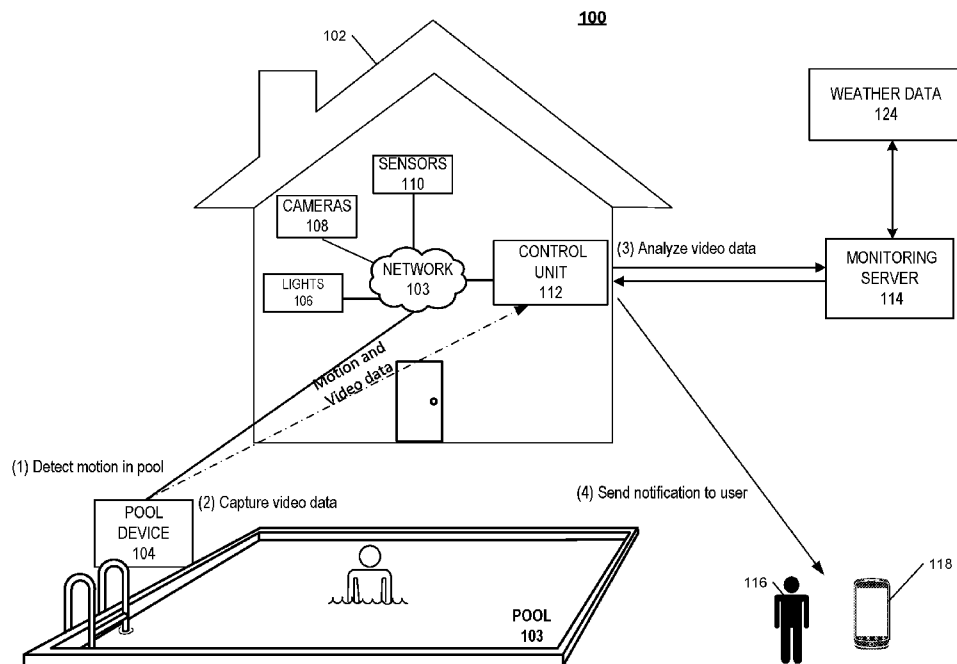 100
102
WEATHER DATA
124
SENSORS
110
CAMERAS
108
NETWORK
103
CONTROL
UNIT
112
(3) Analyze video data
MONITORING
SERVER
114
LIGHTS
106
Motion and
Video data
(1) Detect motion in pool
(2) Capture video data
(4) Send notification to user
POOL
DEVICE
104
116
118
POOL
103